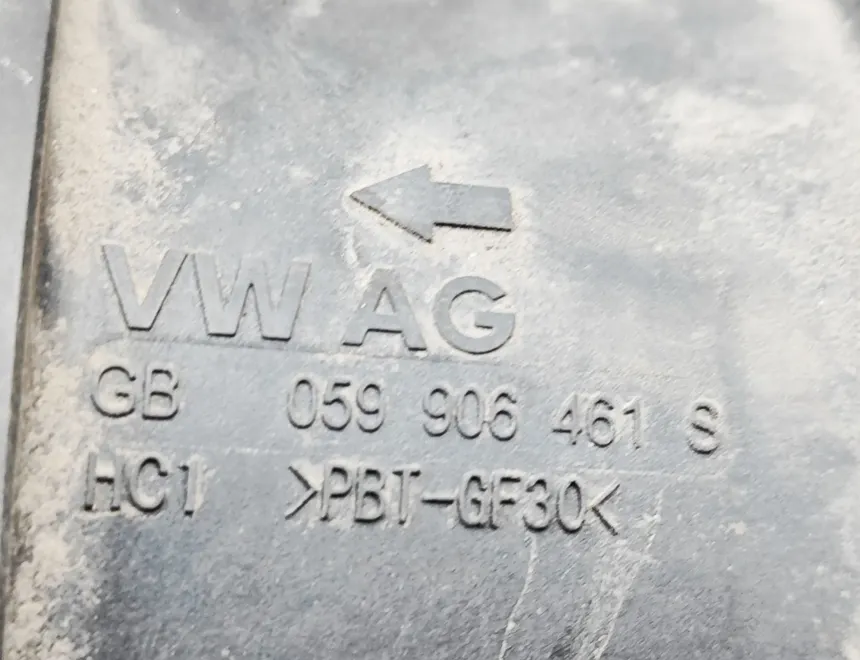 VW AG
GB 059 906 461 S
HC1 >PBT-GF30<